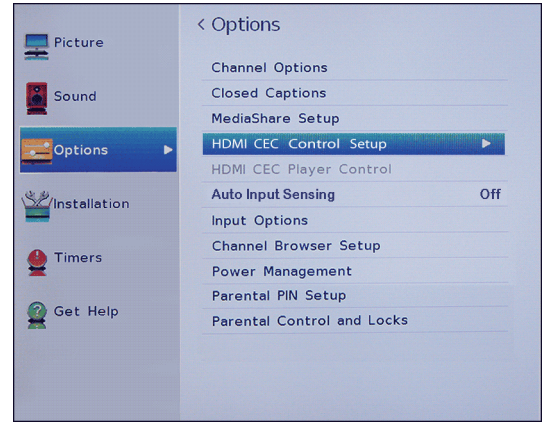 < Options
Picture
Sound
Options
Installation
Timers
Get Help
Channel Options
Closed Captions
MediaShare Setup
HDMI CEC Control Setup
HDMI CEC Player Control
Auto Input Sensing Off
Input Options
Channel Browser Setup
Power Management
Parental PIN Setup
Parental Control and Locks